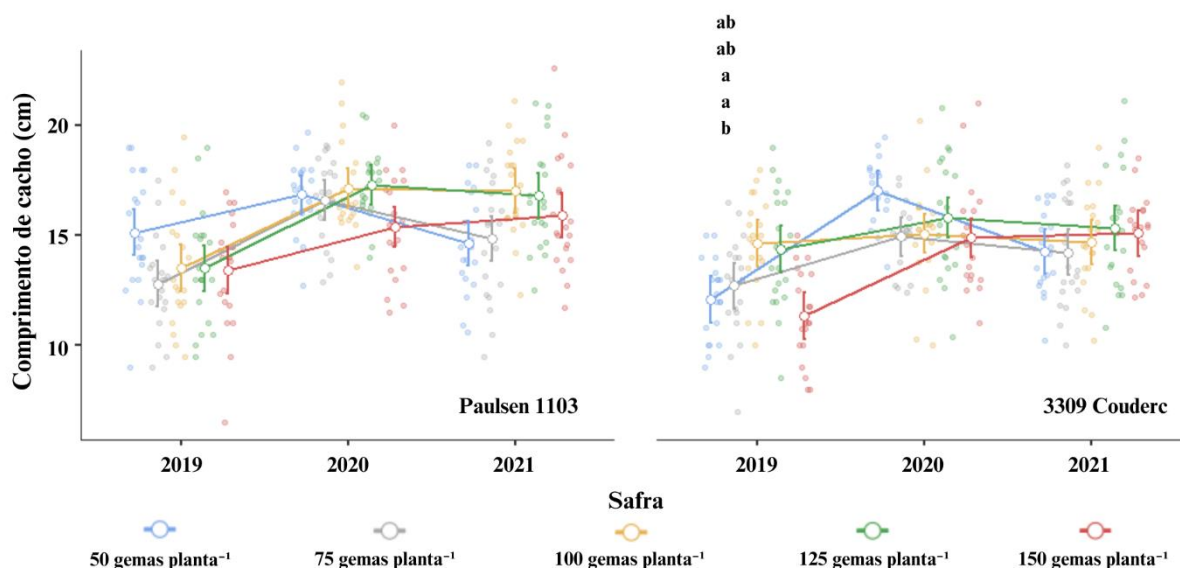 ab
ab
a
a
b
Comprimento de cacho (cm)
20
15
10
Paulsen 1103
3309 Couderc
2019 2020 2021 2019 2020 2021
Safra
50 gemas planta⁻¹ 75 gemas planta⁻¹ 100 gemas planta⁻¹ 125 gemas planta⁻¹ 150 gemas planta⁻¹